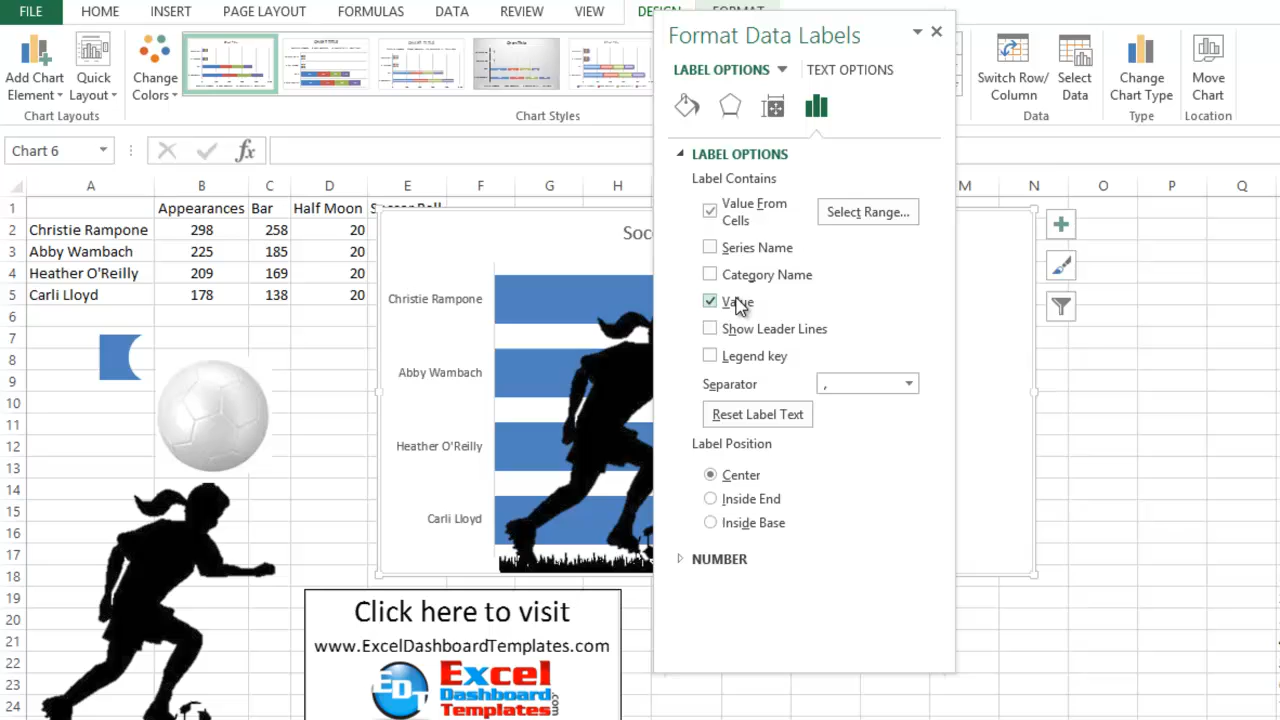 FILE HOME INSERT PAGE LAYOUT FORMULAS DATA REVIEW VIEW DESIGN FORMAT
Add Chart
Element
Quick
Layout
Change
Colors
Switch Row/
Column
Select
Data
Change
Chart Type
Move
Chart
Chart Layouts
Chart Styles
Data
Type
Location
Chart 6
fx
A B C D E F G H M N O P Q
1 Appearances Bar Half Moon Soccer Ball
2 Christie Rampone 298 258 20
3 Abby Wambach 225 185 20
4 Heather O'Reilly 209 169 20
5 Carli Lloyd 178 138 20
6
7
8
9
10
11
12
13
14
15
16
17
18
19
20
21
22
23
24
Soc
Christie Rampone
Abby Wambach
Heather O'Reilly
Carli Lloyd
Format Data Labels
LABEL OPTIONS TEXT OPTIONS
LABEL OPTIONS
Label Contains
Value From
Cells
Select Range...
Series Name
Category Name
Value
Show Leader Lines
Legend key
Separator ,
Reset Label Text
Label Position
Center
Inside End
Inside Base
NUMBER
Click here to visit
www.ExcelDashboardTemplates.com
EDT
Excel
Dashboard
Templates
.com